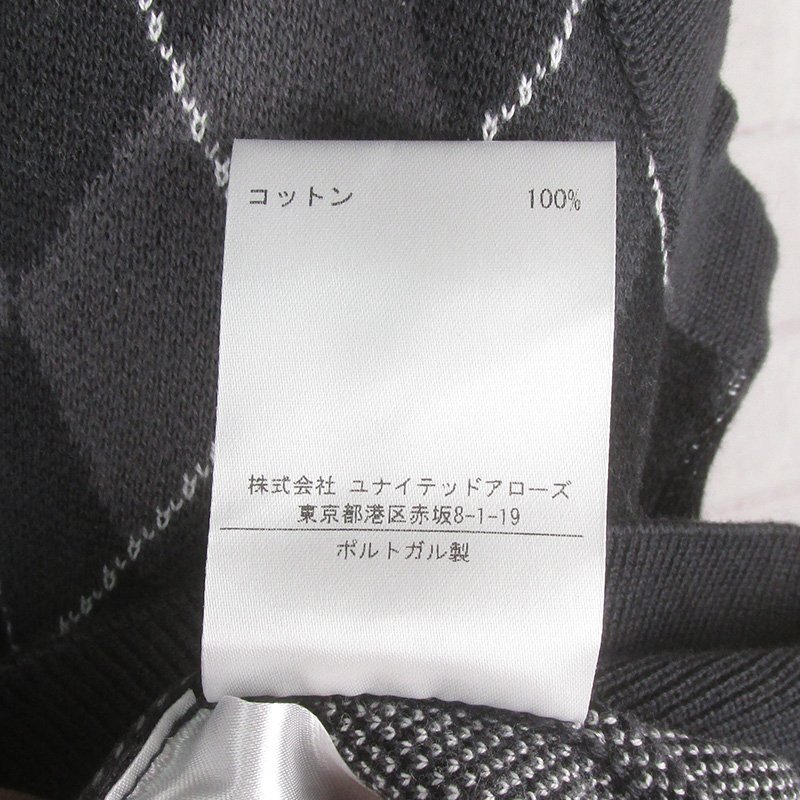 コットン 100%
株式会社 ユナイテッドアローズ
東京都港区赤坂8-1-19
ポルトガル製